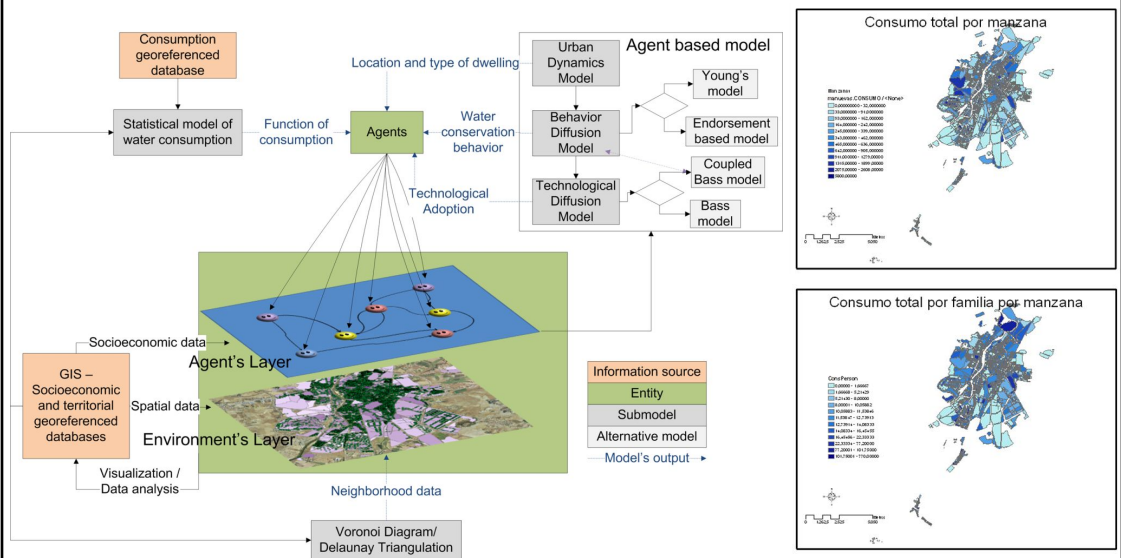 Consumption
georeferenced
database
Statistical model of
water consumption
Function of
consumption
Agents
Location and type of dwelling
Water
conservation
behavior
Technological
Adoption
Agent based model
Urban
Dynamics
Model
Behavior
Diffusion
Model
Technological
Diffusion
Model
Young's
model
Endorsement
based model
Coupled
Bass model
Bass
model
Socioeconomic data
Agent's Layer
GIS –
Socioeconomic
and territorial
georeferenced
databases
Spatial data
Environment's Layer
Visualization /
Data analysis
Neighborhood data
Voronoi Diagram/
Delaunay Triangulation
Information source
Entity
Submodel
Alternative model
Model's output
Consumo total por manzana
Consumo total por familia por manzana
ConsPerson